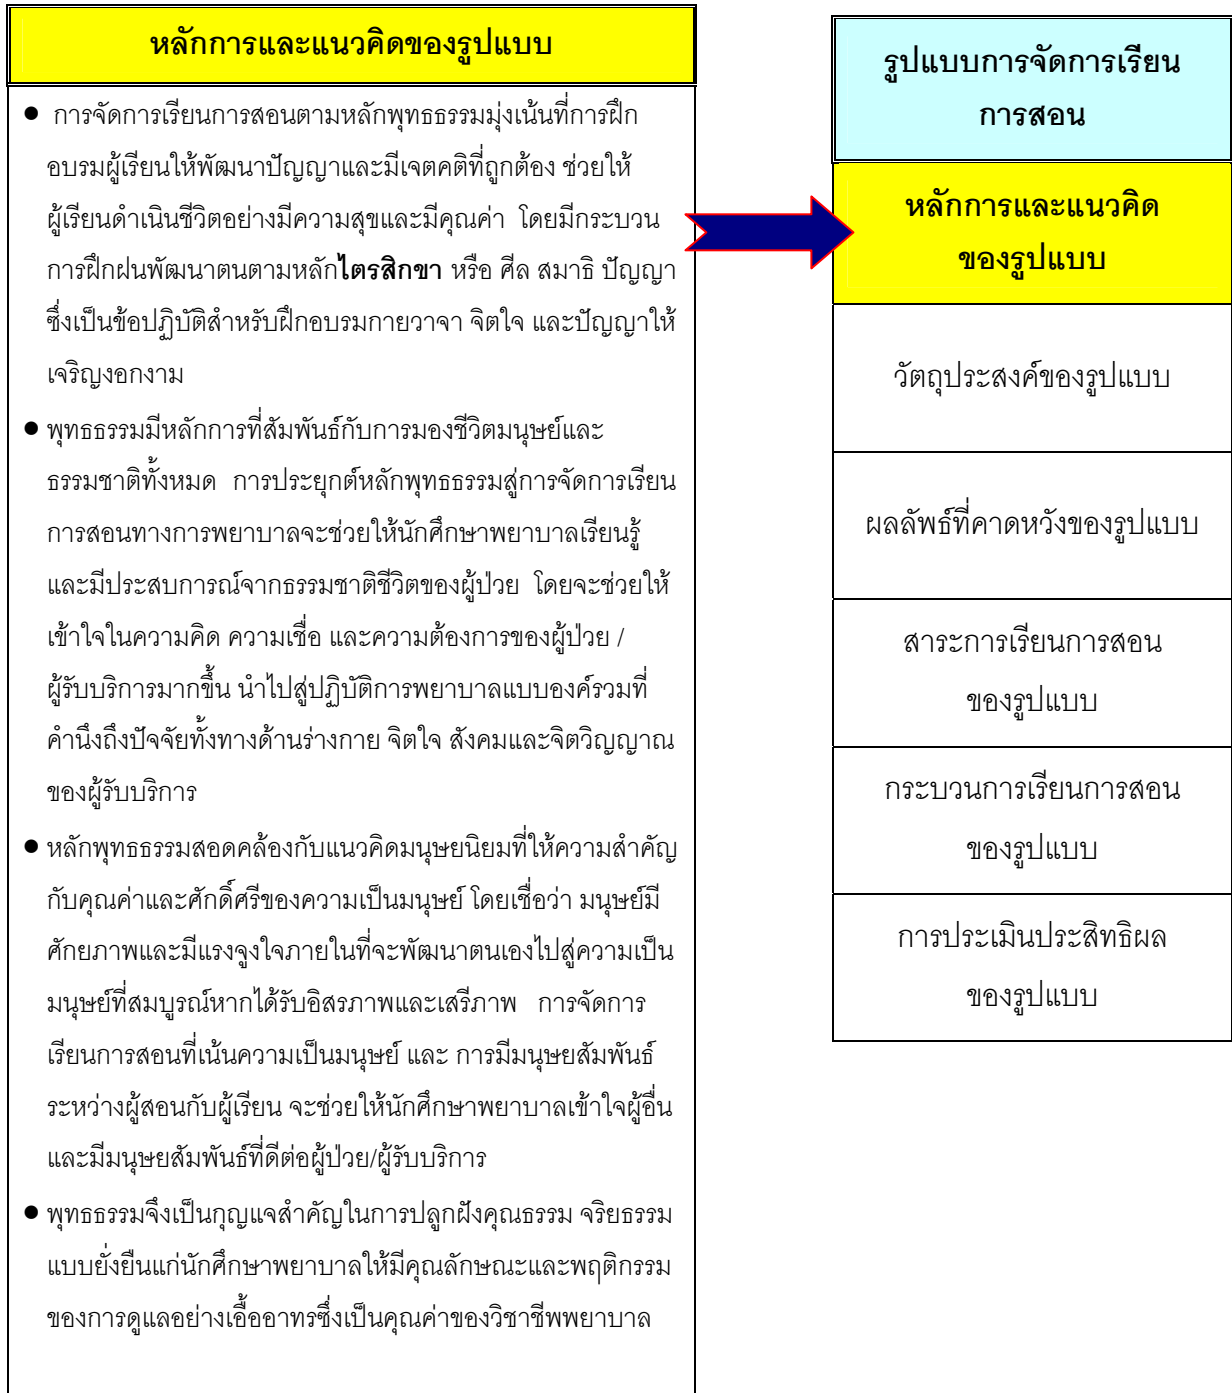 หลักการและแนวคิดของรูปแบบ
● การจัดการเรียนการสอนตามหลักพุทธธรรมมุ่งเน้นที่การฝึก
อบรมผู้เรียนให้พัฒนาปัญญาและมีเจตคติที่ถูกต้อง ช่วยให้
ผู้เรียนดำเนินชีวิตอย่างมีความสุขและมีคุณค่า โดยมีกระบวน
การฝึกฝนพัฒนาตนตามหลักไตรสิกขา หรือ ศีล สมาธิ ปัญญา
ซึ่งเป็นข้อปฏิบัติสำหรับฝึกอบรมกายวาจา จิตใจ และปัญญาให้
เจริญงอกงาม
● พุทธธรรมมีหลักการที่สัมพันธ์กับการมองชีวิตมนุษย์และ
ธรรมชาติทั้งหมด การประยุกต์หลักพุทธธรรมสู่การจัดการเรียน
การสอนทางการพยาบาลจะช่วยให้นักศึกษาพยาบาลเรียนรู้
และมีประสบการณ์จากธรรมชาติชีวิตของผู้ป่วย โดยจะช่วยให้
เข้าใจในความคิด ความเชื่อ และความต้องการของผู้ป่วย /
ผู้รับบริการมากขึ้น นำไปสู่ปฏิบัติการพยาบาลแบบองค์รวมที่
คำนึงถึงปัจจัยทั้งทางด้านร่างกาย จิตใจ สังคมและจิตวิญญาณ
ของผู้รับบริการ
● หลักพุทธธรรมสอดคล้องกับแนวคิดมนุษยนิยมที่ให้ความสำคัญ
กับคุณค่าและศักดิ์ศรีของความเป็นมนุษย์ โดยเชื่อว่า มนุษย์มี
ศักยภาพและมีแรงจูงใจภายในที่จะพัฒนาตนเองไปสู่ความเป็น
มนุษย์ที่สมบูรณ์หากได้รับอิสรภาพและเสรีภาพ การจัดการ
เรียนการสอนที่เน้นความเป็นมนุษย์ และ การมีมนุษยสัมพันธ์
ระหว่างผู้สอนกับผู้เรียน จะช่วยให้นักศึกษาพยาบาลเข้าใจผู้อื่น
และมีมนุษยสัมพันธ์ที่ดีต่อผู้ป่วย/ผู้รับบริการ
● พุทธธรรมจึงเป็นกุญแจสำคัญในการปลูกฝังคุณธรรม จริยธรรม
แบบยั่งยืนแก่นักศึกษาพยาบาลให้มีคุณลักษณะและพฤติกรรม
ของการดูแลอย่างเอื้ออาทรซึ่งเป็นคุณค่าของวิชาชีพพยาบาล
รูปแบบการจัดการเรียน
การสอน
หลักการและแนวคิด
ของรูปแบบ
วัตถุประสงค์ของรูปแบบ
ผลลัพธ์ที่คาดหวังของรูปแบบ
สาระการเรียนการสอน
ของรูปแบบ
กระบวนการเรียนการสอน
ของรูปแบบ
การประเมินประสิทธิผล
ของรูปแบบ